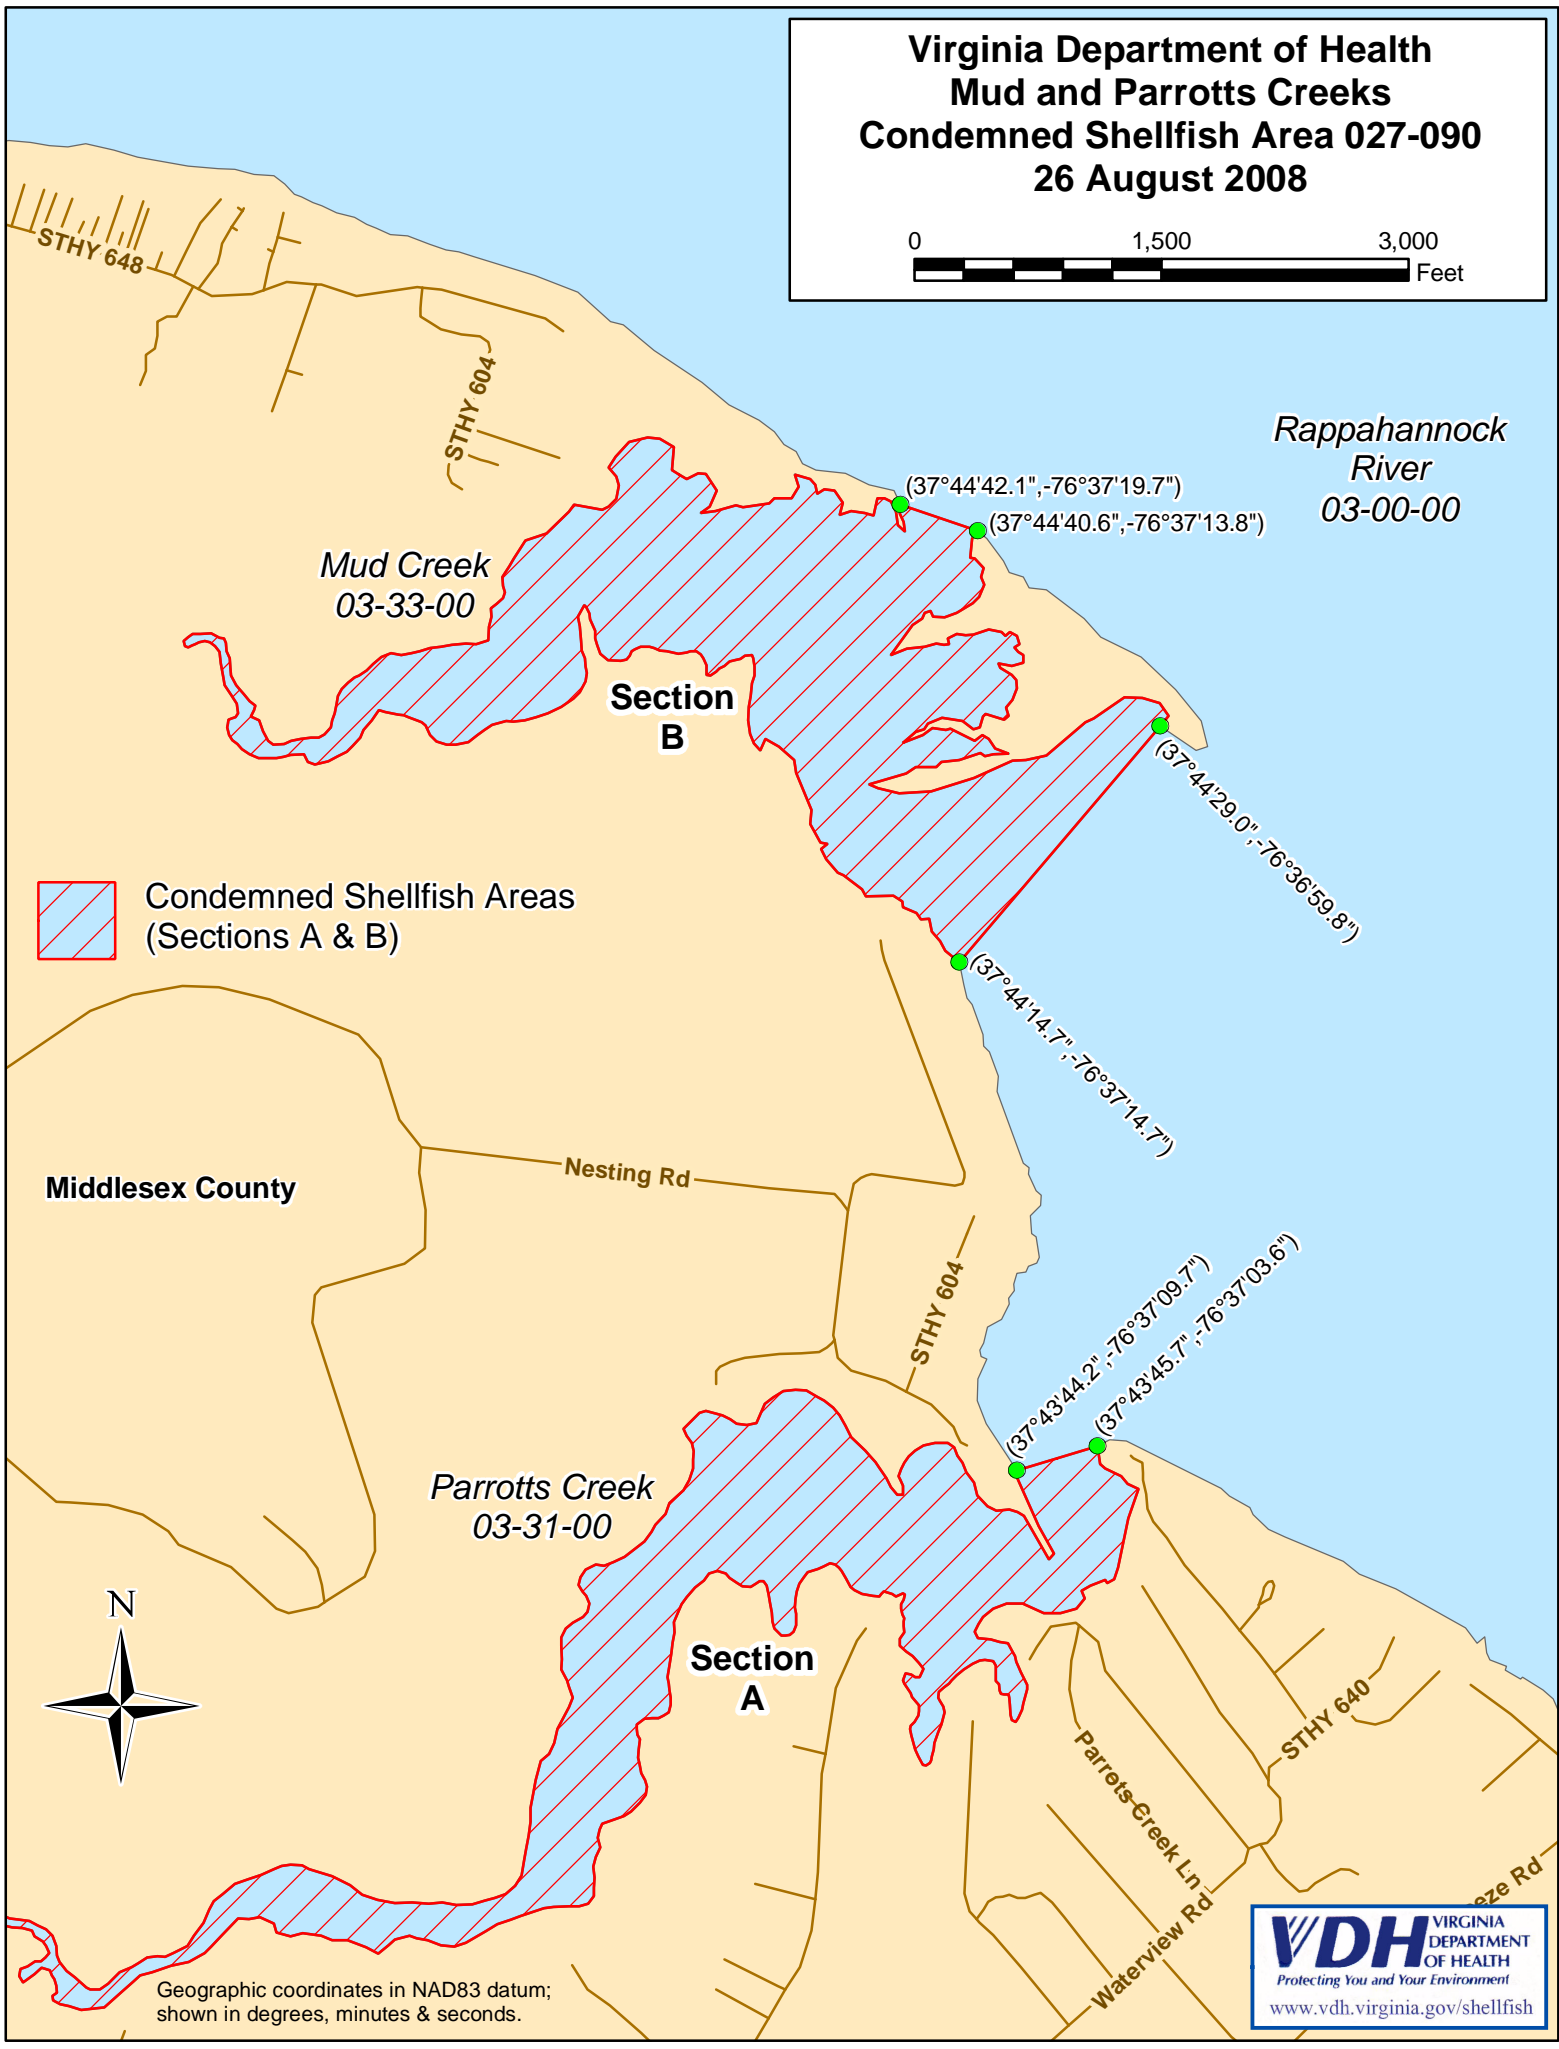 Virginia Department of Health
Mud and Parrotts Creeks
Condemned Shellfish Area 027-090
26 August 2008
0 1,500 3,000
Feet
STHY 648
STHY 604
Rappahannock
River
03-00-00
(37°44'42.1",-76°37'19.7")
(37°44'40.6",-76°37'13.8")
Mud Creek
03-33-00
Section
B
(37°44'29.0",-76°36'59.8")
Condemned Shellfish Areas
(Sections A & B)
(37°44'14.7",-76°37'14.7")
Nesting Rd
Middlesex County
STHY 604
(37°43'44.2",-76°37'09.7")
(37°43'45.7",-76°37'03.6")
Parrotts Creek
03-31-00
N
Section
A
STHY 640
Parrots Creek Ln
Waterview Rd
eze Rd
Geographic coordinates in NAD83 datum;
shown in degrees, minutes & seconds.
VDH
VIRGINIA
DEPARTMENT
OF HEALTH
Protecting You and Your Environment
www.vdh.virginia.gov/shellfish